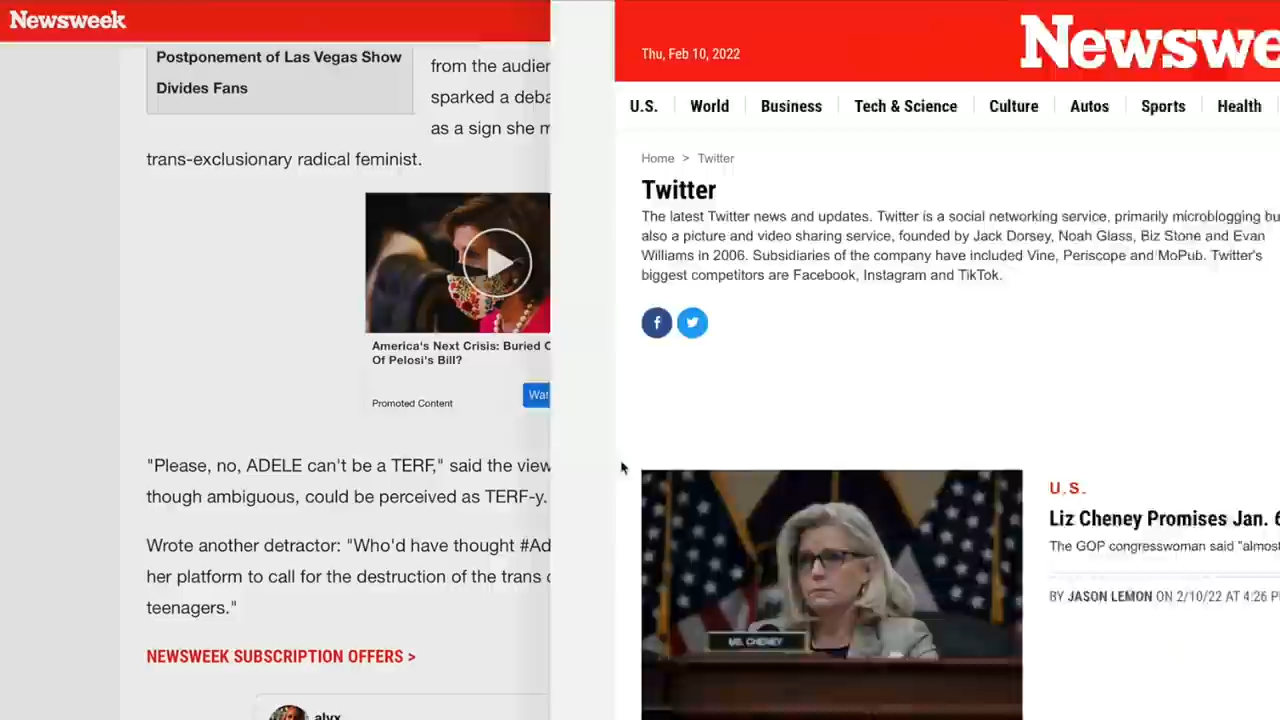 Newsweek
Postponement of Las Vegas Show
Divides Fans
from the audien
sparked a deba
as a sign she m
trans-exclusionary radical feminist.
America's Next Crisis: Buried O
Of Pelosi's Bill?
Promoted Content
Wat
"Please, no, ADELE can't be a TERF," said the view
though ambiguous, could be perceived as TERF-y.
Wrote another detractor: "Who'd have thought #Ad
her platform to call for the destruction of the trans c
teenagers."
NEWSWEEK SUBSCRIPTION OFFERS >
alyx
Thu, Feb 10, 2022
Newswe
U.S. World Business Tech & Science Culture Autos Sports Health
Home > Twitter
Twitter
The latest Twitter news and updates. Twitter is a social networking service, primarily microblogging bu
also a picture and video sharing service, founded by Jack Dorsey, Noah Glass, Biz Stone and Evan
Williams in 2006. Subsidiaries of the company have included Vine, Periscope and MoPub. Twitter's
biggest competitors are Facebook, Instagram and TikTok.
MS. CHENEY
U.S.
Liz Cheney Promises Jan. 6
The GOP congresswoman said "almost
BY JASON LEMON ON 2/10/22 AT 4:26 P